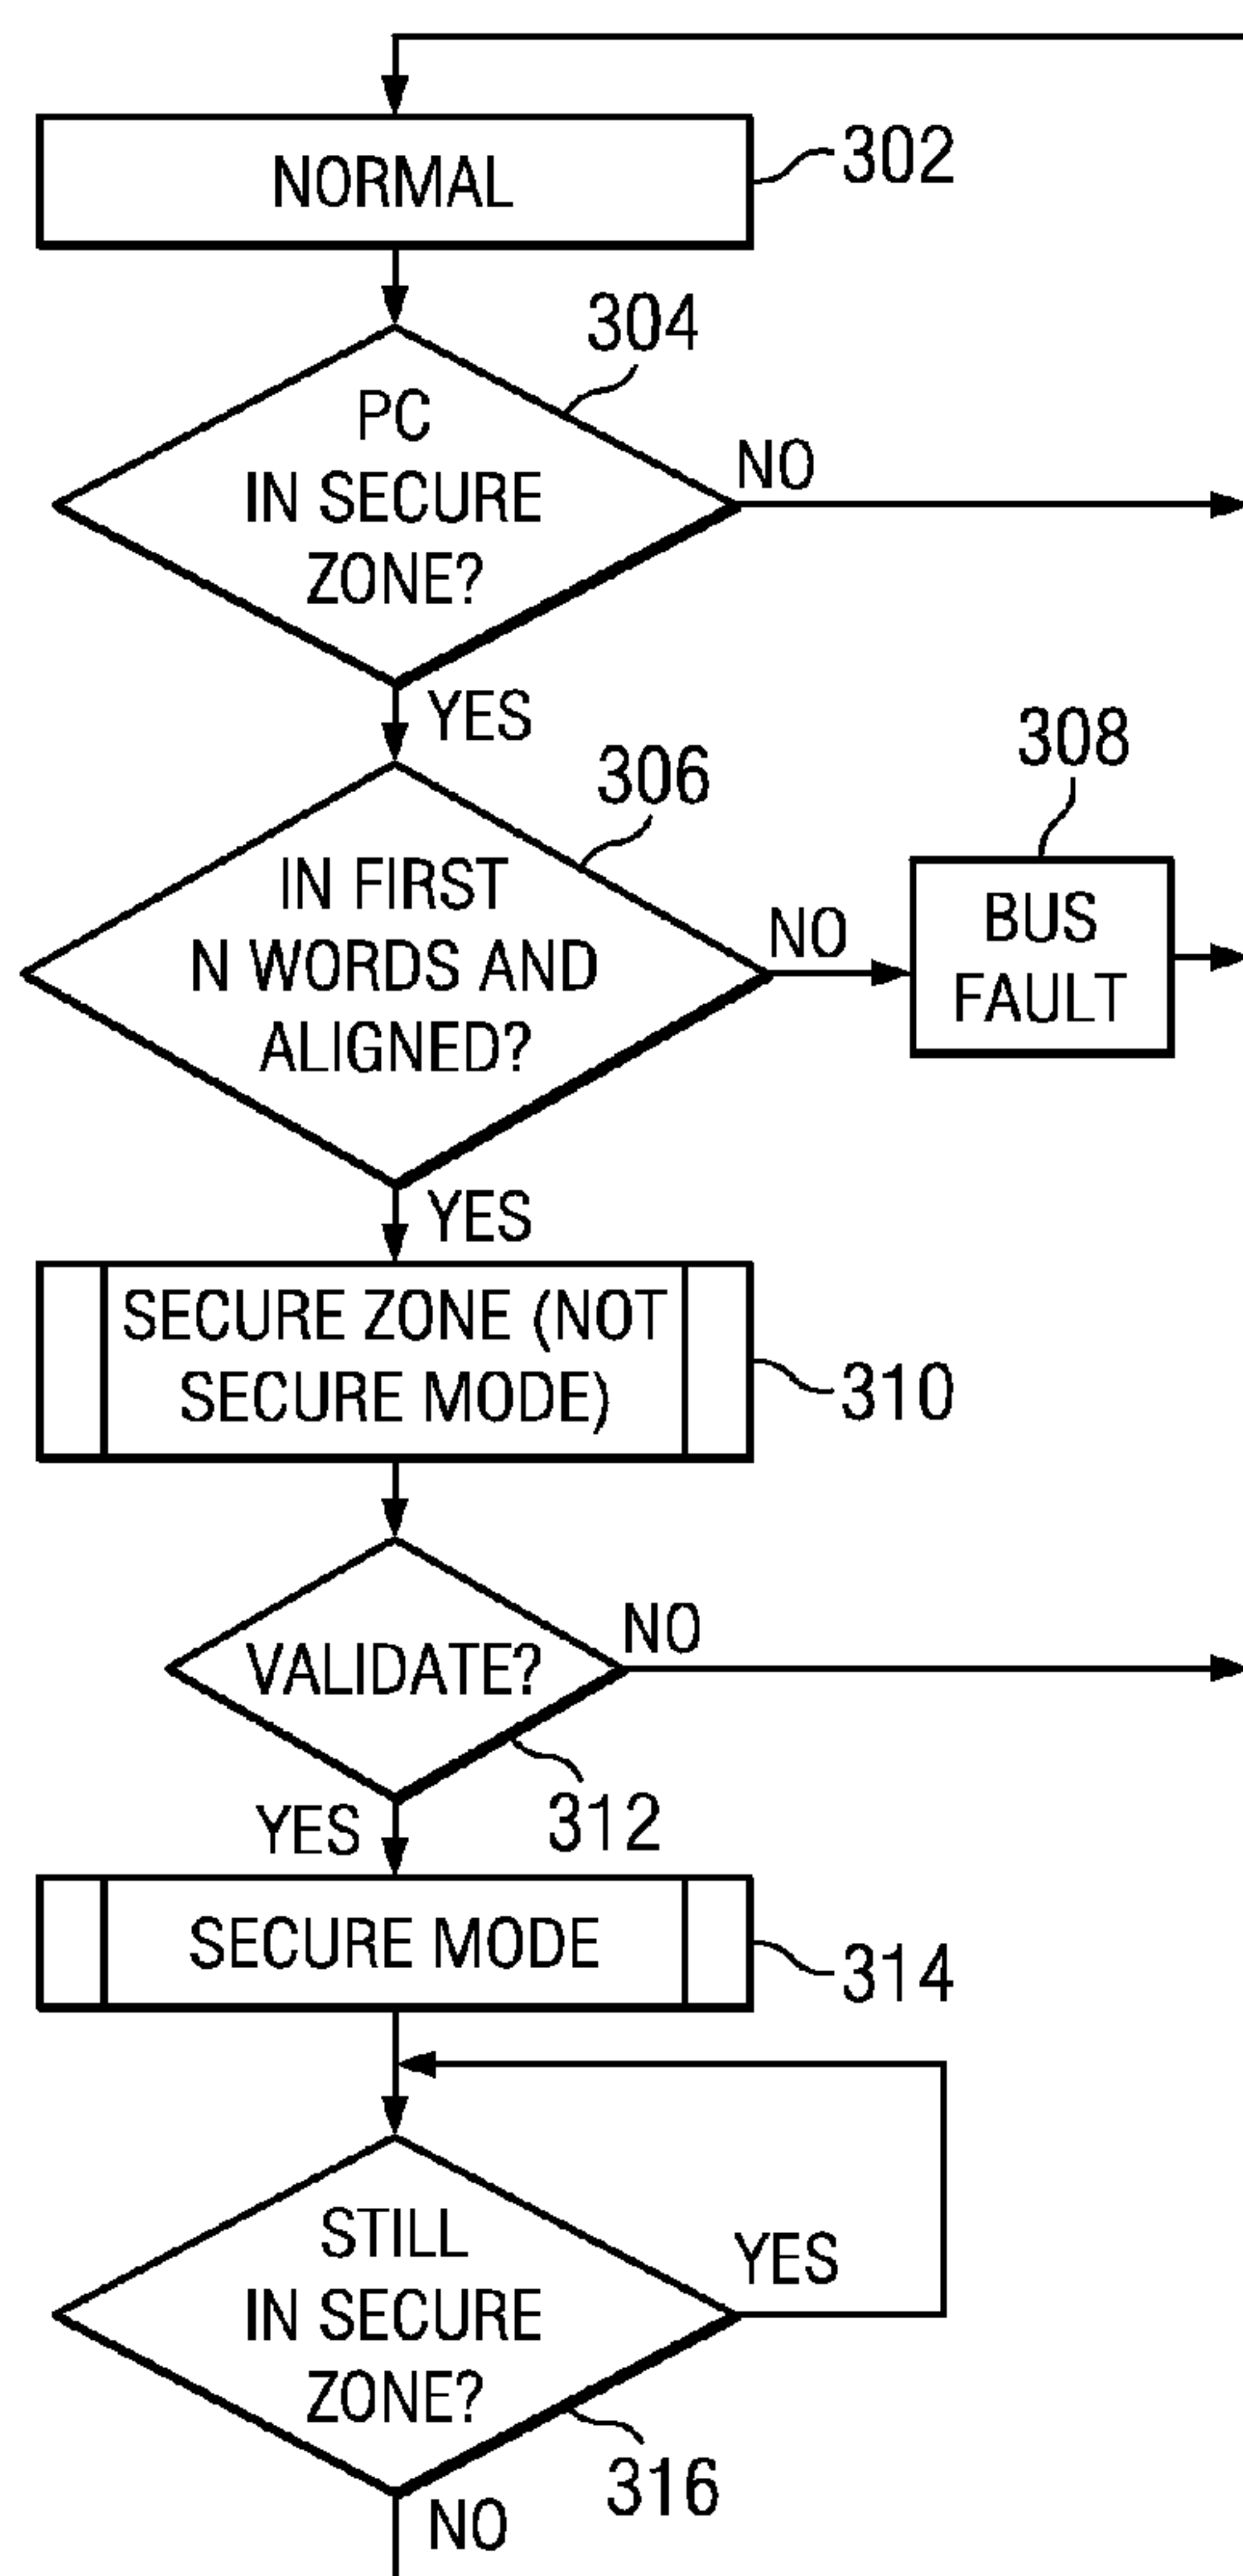 NORMAL
302
304
PC
IN SECURE
ZONE?
NO
YES
306
308
IN FIRST
N WORDS AND
ALIGNED?
NO
BUS
FAULT
YES
SECURE ZONE (NOT
SECURE MODE)
310
VALIDATE?
NO
312
YES
SECURE MODE
314
STILL
IN SECURE
ZONE?
YES
316
NO